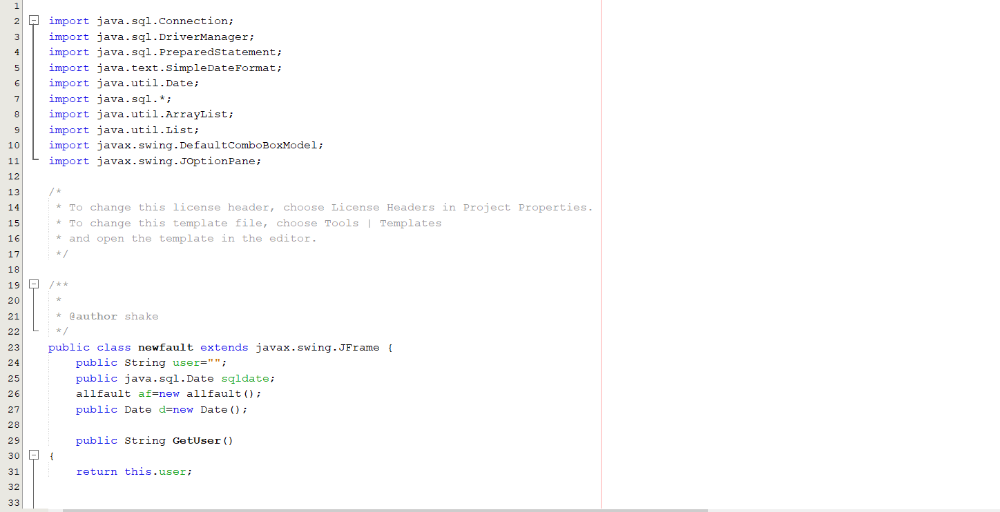 1
2 import java.sql.Connection;
3 import java.sql.DriverManager;
4 import java.sql.PreparedStatement;
5 import java.text.SimpleDateFormat;
6 import java.util.Date;
7 import java.sql.*;
8 import java.util.ArrayList;
9 import java.util.List;
10 import javax.swing.DefaultComboBoxModel;
11 import javax.swing.JOptionPane;
12
13 /*
14  * To change this license header, choose License Headers in Project Properties.
15  * To change this template file, choose Tools | Templates
16  * and open the template in the editor.
17  */
18
19 /**
20  *
21  * @author shake
22  */
23 public class newfault extends javax.swing.JFrame {
24     public String user="";
25     public java.sql.Date sqldate;
26     allfault af=new allfault();
27     public Date d=new Date();
28
29     public String GetUser()
30 {
31     return this.user;
32
33